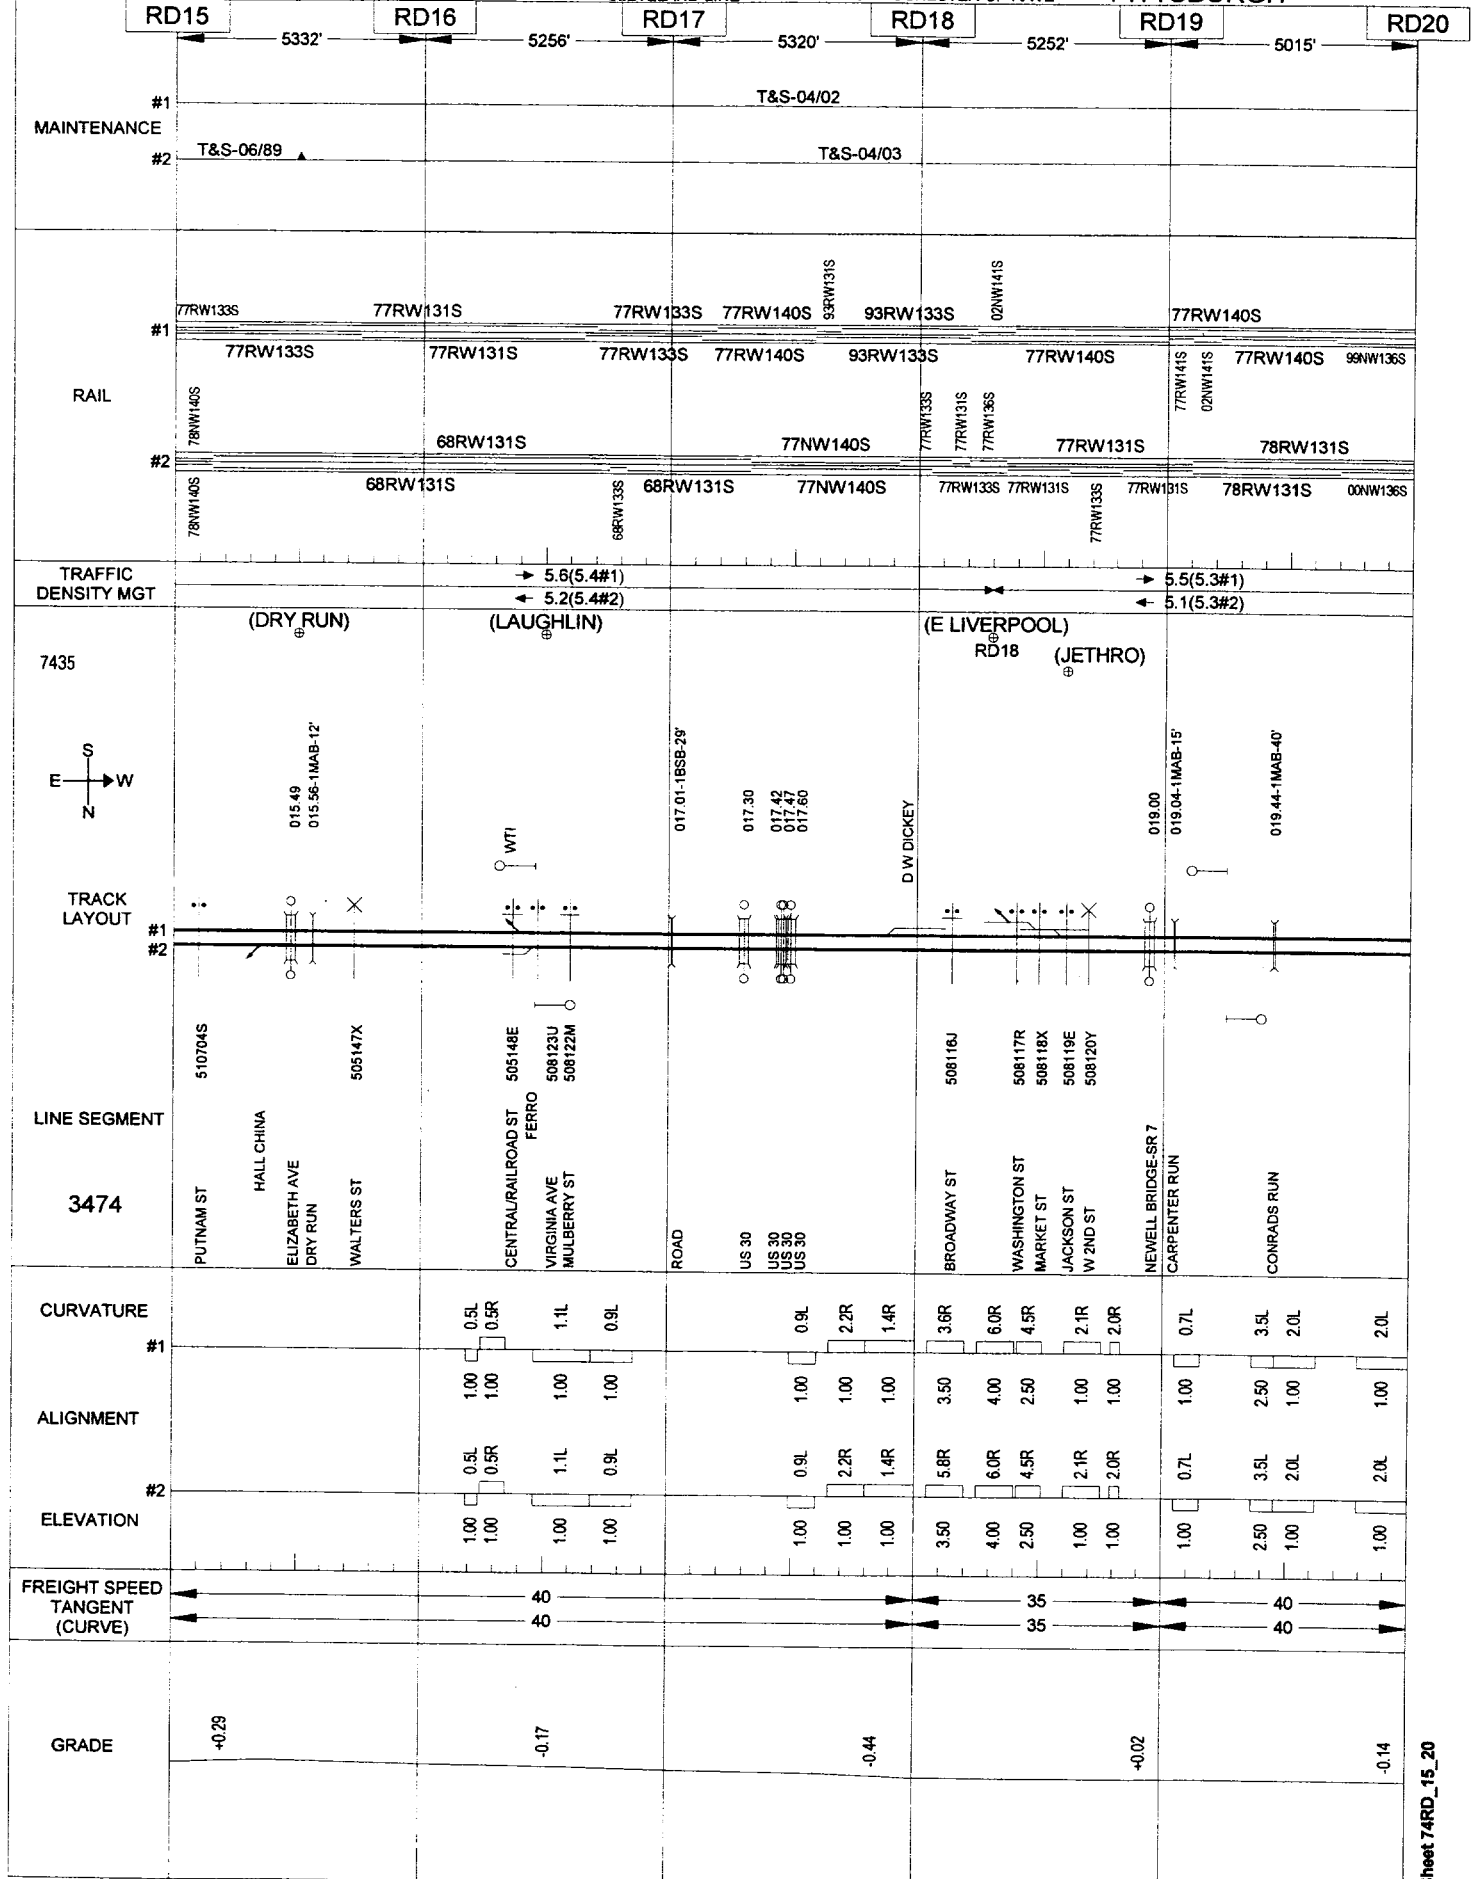 RD15 RD16 RD17 RD18 RD19 RD20
5332' 5256' 5320' 5252' 5015'
MAINTENANCE
#1 T&S-04/02
#2 T&S-06/89 T&S-04/03
RAIL
93RW131S 02NW141S
77RW133S 77RW131S 77RW133S 77RW140S 93RW133S 77RW140S
#1
77RW133S 77RW131S 77RW133S 77RW140S 93RW133S 77RW140S 77RW141S 02NW141S 77RW140S 99NW136S
78NW140S 68RW131S 77NW140S 77RW133S 77RW131S 77RW136S 77RW131S 78RW131S
#2
78NW140S 68RW131S 68RW133S 68RW131S 77NW140S 77RW133S 77RW131S 77RW133S 77RW131S 78RW131S 00NW136S
TRAFFIC
DENSITY MGT
5.6(5.4#1) 5.5(5.3#1)
5.2(5.4#2) 5.1(5.3#2)
(DRY RUN) (LAUGHLIN) (E LIVERPOOL)
RD18 (JETHRO)
7435
S
E W
N
015.49 015.56-1MAB-12' 017.01-1BSB-29' 017.30 017.42 017.47 017.60 019.00 019.04-1MAB-15' 019.44-1MAB-40'
WTI D W DICKEY
TRACK
LAYOUT
#1
#2
510704S 505147X 505148E 508123U 508122M 508116J 508117R 508118X 508119E 508120Y
LINE SEGMENT
3474
PUTNAM ST
HALL CHINA
ELIZABETH AVE
DRY RUN
WALTERS ST
CENTRAL/RAILROAD ST
FERRO
VIRGINIA AVE
MULBERRY ST
ROAD
US 30
US 30
US 30
US 30
BROADWAY ST
WASHINGTON ST
MARKET ST
JACKSON ST
W 2ND ST
NEWELL BRIDGE-SR 7
CARPENTER RUN
CONRADS RUN
CURVATURE
0.5L 0.5R 1.1L 0.9L 0.9L 2.2R 1.4R 3.6R 6.0R 4.5R 2.1R 2.0R 0.7L 3.5L 2.0L 2.0L
#1
1.00 1.00 1.00 1.00 1.00 1.00 1.00 3.50 4.00 2.50 1.00 1.00 1.00 2.50 1.00 1.00
ALIGNMENT
0.5L 0.5R 1.1L 0.9L 0.9L 2.2R 1.4R 5.8R 6.0R 4.5R 2.1R 2.0R 0.7L 3.5L 2.0L 2.0L
#2
ELEVATION
1.00 1.00 1.00 1.00 1.00 1.00 1.00 3.50 4.00 2.50 1.00 1.00 1.00 2.50 1.00 1.00
FREIGHT SPEED
TANGENT
(CURVE)
40 35 40
40 35 40
GRADE
+0.29 -0.17 -0.44 +0.02 -0.14
74RD_15_20